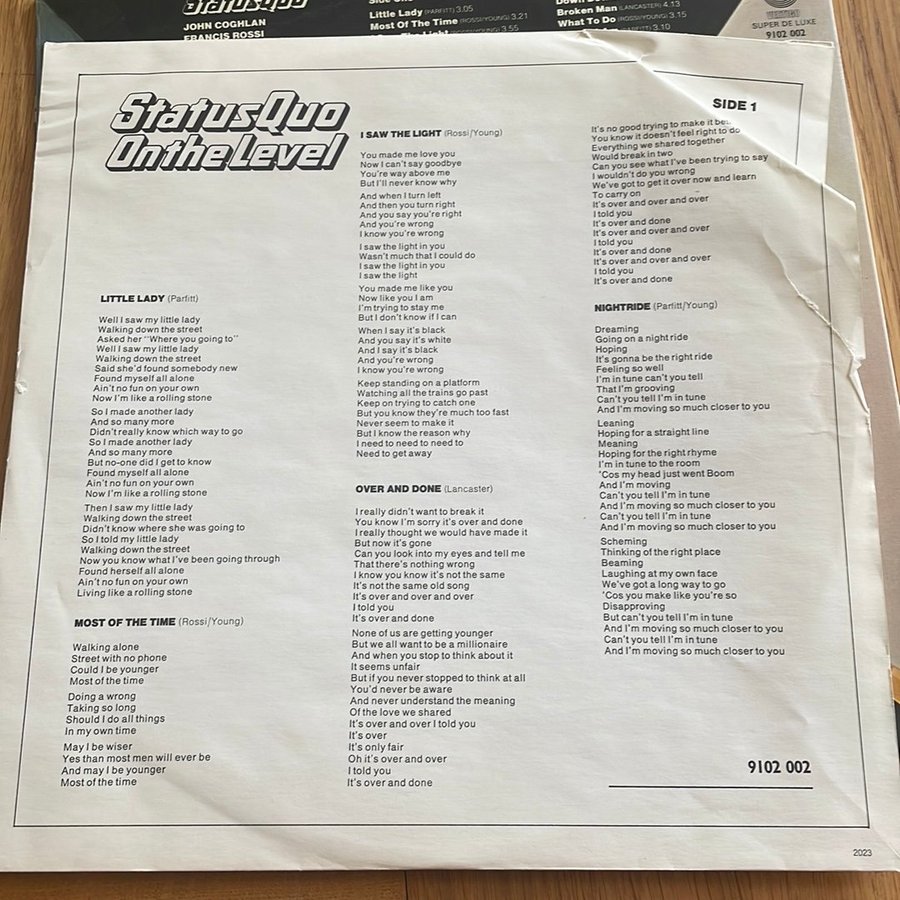 StatusQuo
JOHN COGHLAN
FRANCIS ROSSI
Little Lady (PARFITT) 3.05
Most Of The Time (ROSSI/YOUNG) 3.21
The Light (ROSSI/YOUNG) 3.55
Broken Man (LANCASTER) 4.13
What To Do (ROSSI/YOUNG) 3.15
3.10
VERTIGO
SUPER DE LUXE
9102 002
StatusQuo
OntheLevel
LITTLE LADY (Parfitt)
Well I saw my little lady
Walking down the street
Asked her "Where you going to"
Well I saw my little lady
Walking down the street
Said she'd found somebody new
Found myself all alone
Ain't no fun on your own
Now I'm like a rolling stone
So I made another lady
And so many more
Didn't really know which way to go
So I made another lady
And so many more
But no-one did I get to know
Found myself all alone
Ain't no fun on your own
Now I'm like a rolling stone
Then I saw my little lady
Walking down the street
Didn't know where she was going to
So I told my little lady
Walking down the street
Now you know what I've been going through
Found herself all alone
Ain't no fun on your own
Living like a rolling stone
MOST OF THE TIME (Rossi/Young)
Walking alone
Street with no phone
Could I be younger
Most of the time
Doing a wrong
Taking so long
Should I do all things
In my own time
May I be wiser
Yes than most men will ever be
And may I be younger
Most of the time
I SAW THE LIGHT (Rossi/Young)
You made me love you
Now I can't say goodbye
You're way above me
But I'll never know why
And when I turn left
And then you turn right
And you say you're right
And you're wrong
I know you're wrong
I saw the light in you
Wasn't much that I could do
I saw the light in you
I saw the light
You made me like you
Now like you I am
I'm trying to stay me
But I don't know if I can
When I say it's black
And you say it's white
And I say it's black
And you're wrong
I know you're wrong
Keep standing on a platform
Watching all the trains go past
Keep on trying to catch one
But you know they're much too fast
Never seem to make it
But I know the reason why
I need to need to need to
Need to get away
OVER AND DONE (Lancaster)
I really didn't want to break it
You know I'm sorry it's over and done
I really thought we would have made it
But now it's gone
Can you look into my eyes and tell me
That there's nothing wrong
I know you know it's not the same
It's not the same old song
It's over and over and over
I told you
It's over and done
None of us are getting younger
But we all want to be a millionaire
And when you stop to think about it
It seems unfair
But if you never stopped to think at all
You'd never be aware
And never understand the meaning
Of the love we shared
It's over and over I told you
It's over
It's only fair
Oh it's over and over
I told you
It's over and done
SIDE 1
It's no good trying to make it
You know it doesn't feel right to do
Everything we shared together
Would break in two
Can you see what I've been trying to say
I wouldn't do you wrong
We've got to get it over now and learn
To carry on
It's over and over and over
I told you
It's over and done
It's over and over and over
I told you
It's over and done
It's over and over and over
I told you
It's over and done
NIGHTRIDE (Parfitt/Young)
Dreaming
Going on a night ride
Hoping
It's gonna be the right ride
Feeling so well
I'm in tune can't you tell
That I'm grooving
Can't you tell I'm in tune
And I'm moving so much closer to you
Leaning
Hoping for a straight line
Meaning
Hoping for the right rhyme
I'm in tune to the room
'Cos my head just went Boom
And I'm moving
Can't you tell I'm in tune
And I'm moving so much closer to you
Can't you tell I'm in tune
And I'm moving so much closer to you
Scheming
Thinking of the right place
Beaming
Laughing at my own face
We've got a long way to go
'Cos you make like you're so
Disapproving
But can't you tell I'm in tune
And I'm moving so much closer to you
Can't you tell I'm in tune
And I'm moving so much closer to you
9102 002
2023